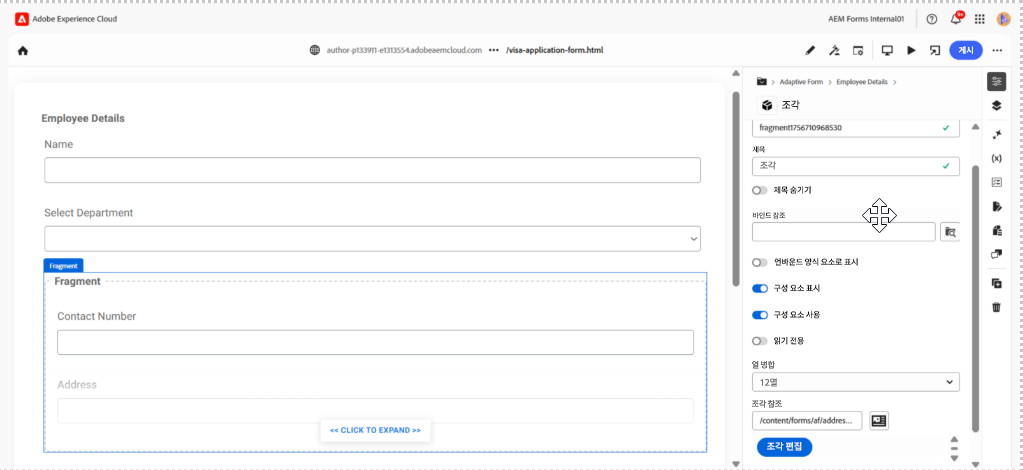 Adobe Experience Cloud
AEM Forms Internal01
9+
author-p133911-e1313554.adobeaemcloud.com ••• /visa-application-form.html
게시
Adaptive Form > Employee Details >
조각
fragment1756710968530
제목
조각
제목 숨기기
바인드 참조
언바운드 양식 요소로 표시
구성 요소 표시
구성 요소 사용
읽기 전용
열 병합
12열
조각 참조
/content/forms/af/addres...
조각 편집
Employee Details
Name
Select Department
Fragment
Fragment
Contact Number
Address
<< CLICK TO EXPAND >>
(x)